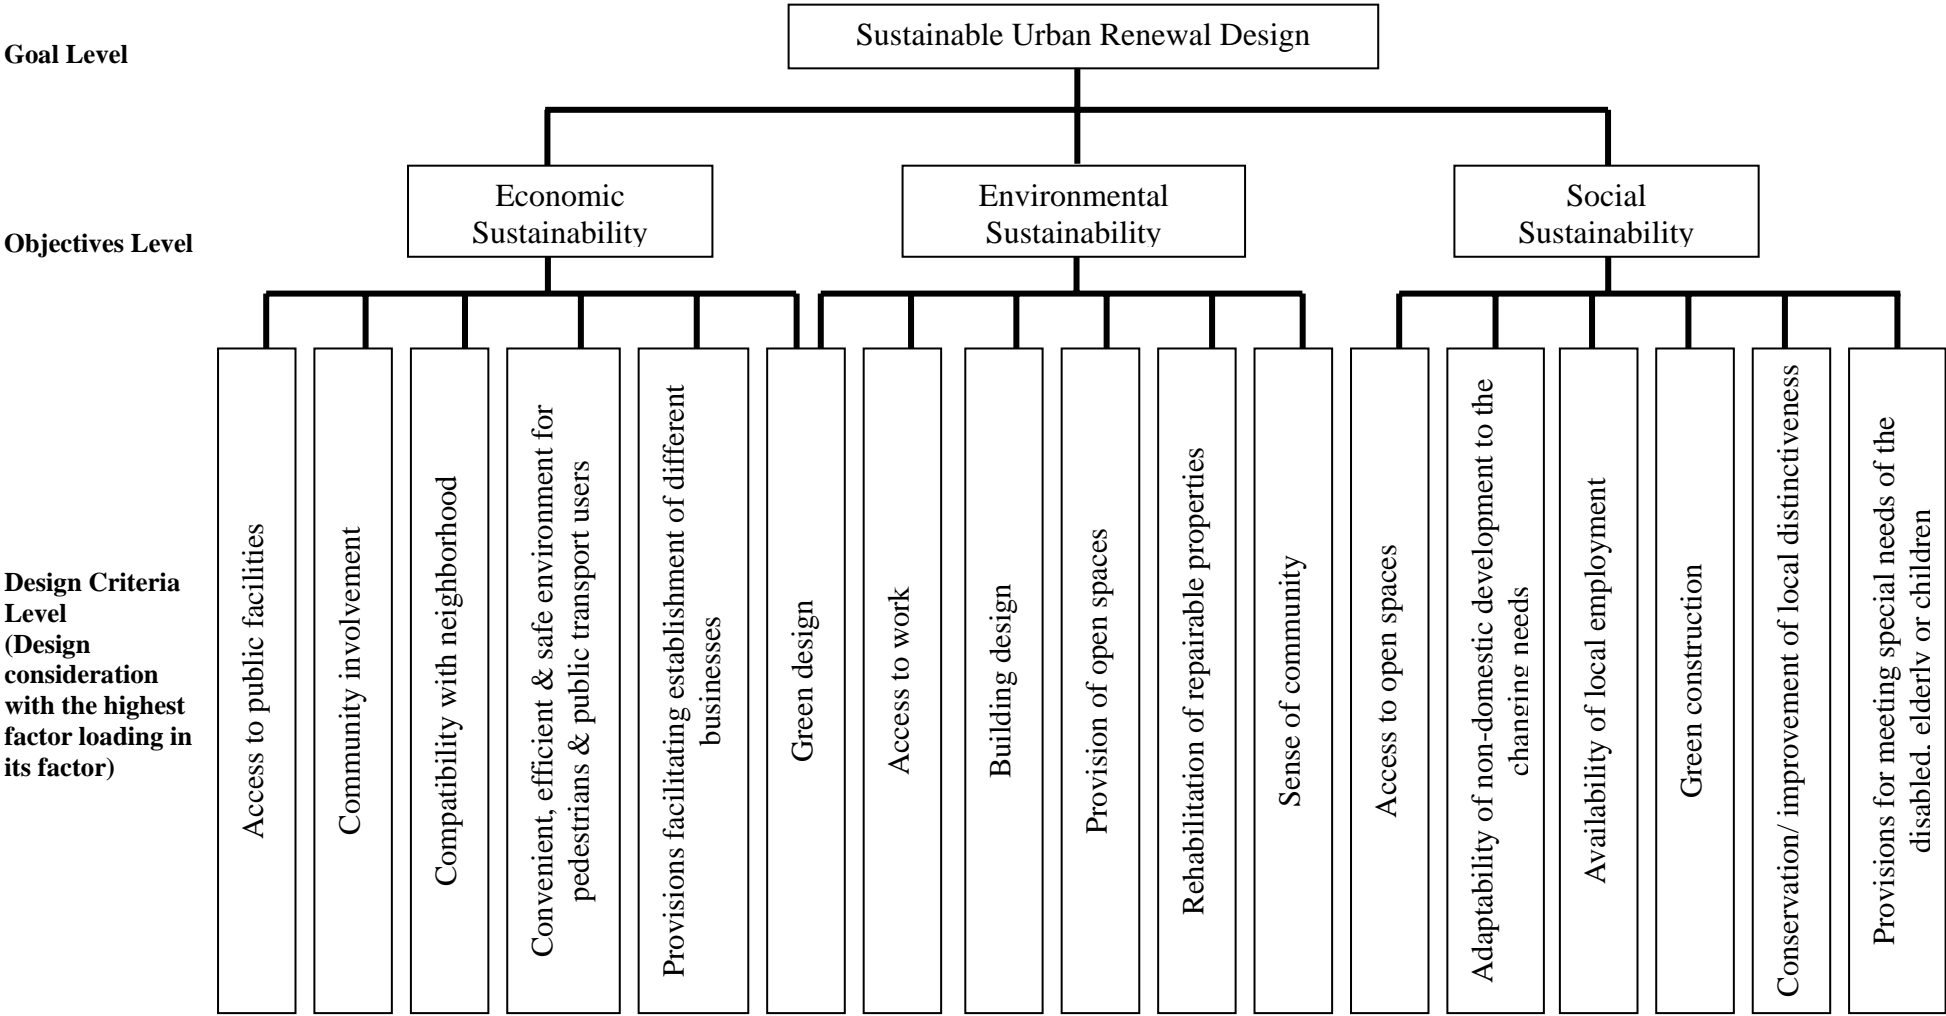 Sustainable Urban Renewal Design
Goal Level
Economic
Sustainability
Environmental
Sustainability
Social
Sustainability
Objectives Level
Design Criteria
Level
(Design
consideration
with the highest
factor loading in
its factor)
Access to public facilities
Community involvement
Compatibility with neighborhood
Convenient, efficient & safe environment for
pedestrians & public transport users
Provisions facilitating establishment of different
businesses
Green design
Access to work
Building design
Provision of open spaces
Rehabilitation of repairable properties
Sense of community
Access to open spaces
Adaptability of non-domestic development to the
changing needs
Availability of local employment
Green construction
Conservation/ improvement of local distinctiveness
Provisions for meeting special needs of the
disabled, elderly or children